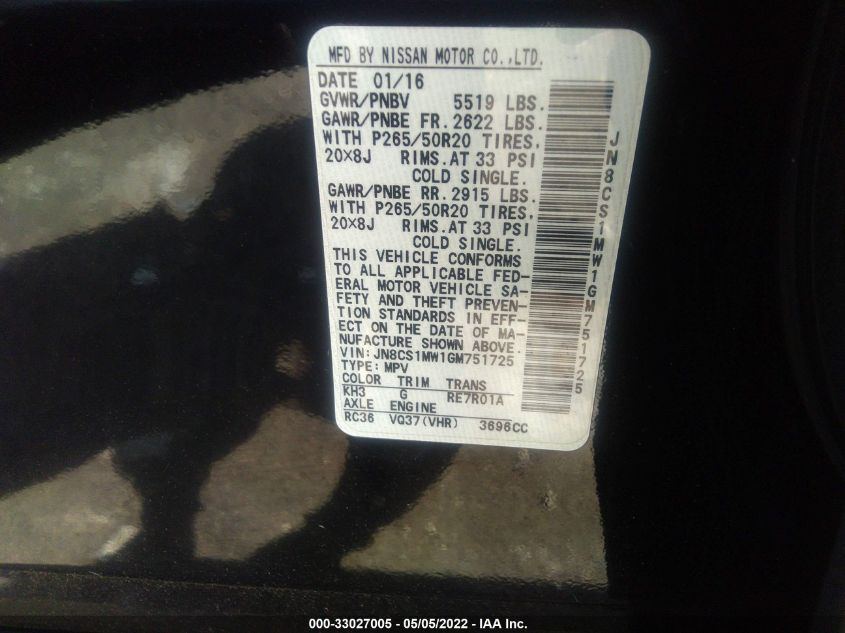 MFD BY NISSAN MOTOR CO.,LTD.
DATE 01/16
GVWR/PNBV 5519 LBS.
GAWR/PNBE FR. 2622 LBS.
WITH P265/50R20 TIRES.
20×8J RIMS.AT 33 PSI
COLD SINGLE.
GAWR/PNBE RR. 2915 LBS.
WITH P265/50R20 TIRES.
20×8J RIMS.AT 33 PSI
COLD SINGLE.
THIS VEHICLE CONFORMS
TO ALL APPLICABLE FED-
ERAL MOTOR VEHICLE SA-
FETY AND THEFT PREVEN-
TION STANDARDS IN EFF-
ECT ON THE DATE OF MA-
NUFACTURE SHOWN ABOVE.
VIN: JN8CS1MW1GM751725
TYPE: MPV
COLOR TRIM TRANS
KH3 G RE7R01A
AXLE ENGINE
RC36 VQ37(VHR) 3696CC
JN8CS1MW1GM751725
000-33027005 - 05/05/2022 - IAA Inc.